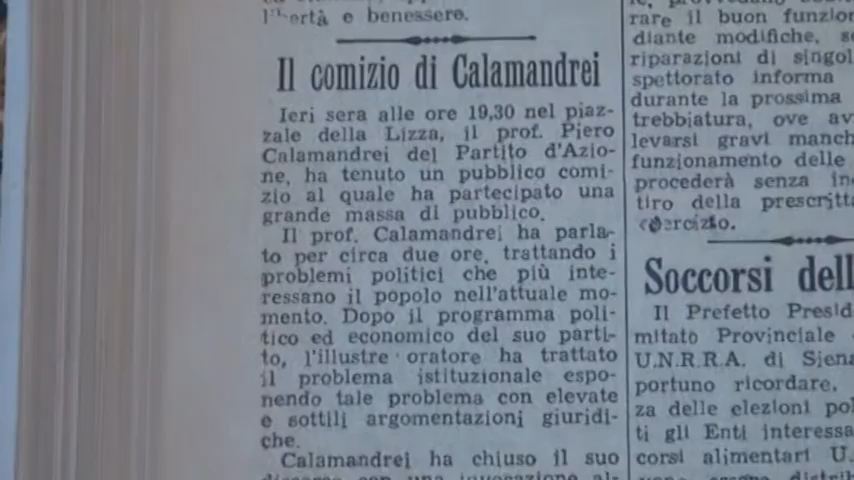 e benessere.
Il comizio di Calamandrei
Ieri sera alle ore 19,30 nel piaz-
zale della Lizza, il prof. Piero
Calamandrei del Partito d'Azio-
ne, ha tenuto un pubblico comi-
zio al quale ha partecipato una
grande massa di pubblico.
Il prof. Calamandrei ha parla-
to per circa due ore, trattando i
problemi politici che più inte-
ressano il popolo nell'attuale mo-
mento. Dopo il programma poli-
tico ed economico del suo parti-
to, l'illustre oratore ha trattato
il problema istituzionale espo-
nendo tale problema con elevate
e sottili argomentazioni giuridi-
che.
Calamandrei ha chiuso il suo
rare il buon funzion
diante modifiche, s
riparazioni di singol
spettorato informa
durante la prossima
trebbiatura, ove av
levarsi gravi manch
funzionamento delle
procederà senza in
tiro della prescritta
Soccorsi dell
Il Prefetto Presid
mitato Provinciale
U.N.R.R.A. di Siena
portuno ricordare,
za delle elezioni pol
ti gli Enti interessa
corsi alimentari U.